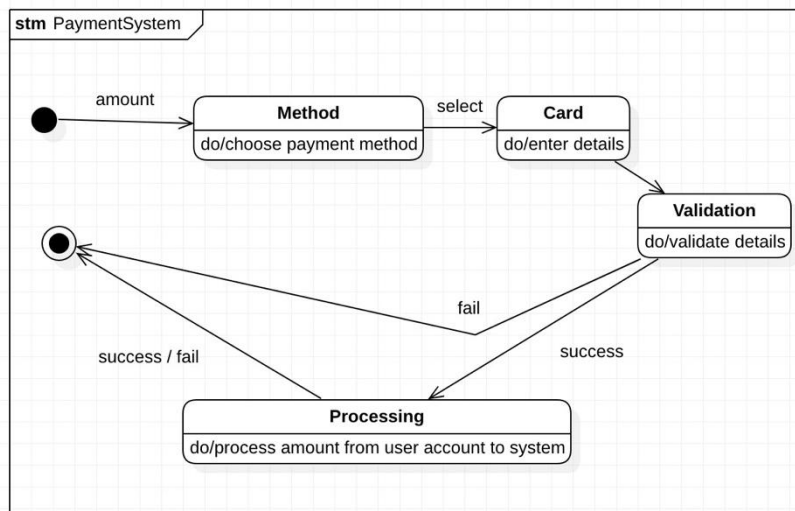 stm PaymentSystem
amount
Method
do/choose payment method
select
Card
do/enter details
Validation
do/validate details
fail
success
success / fail
Processing
do/process amount from user account to system